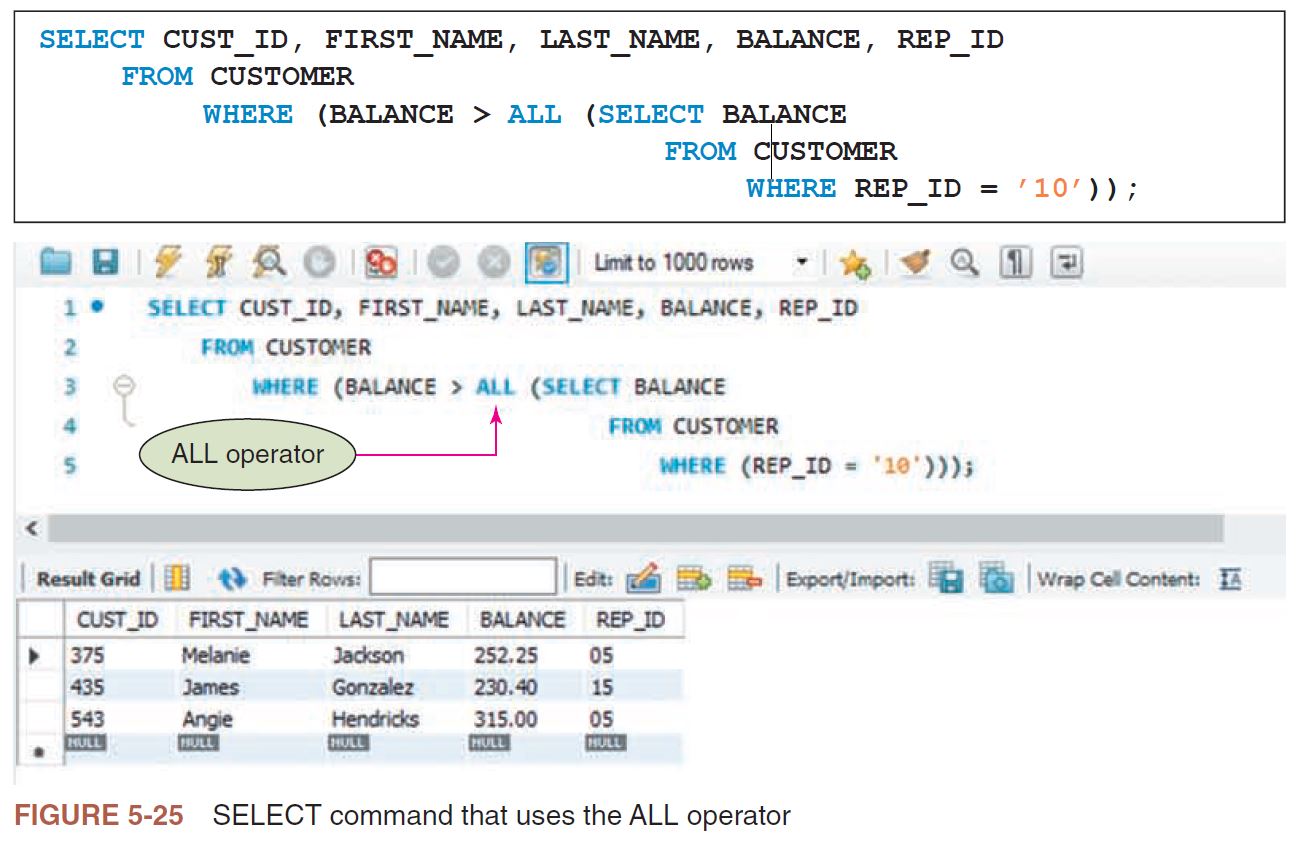 SELECT CUST_ID, FIRST_NAME, LAST_NAME, BALANCE, REP_ID
FROM CUSTOMER
WHERE (BALANCE > ALL (SELECT BALANCE
FROM CUSTOMER
WHERE REP_ID = ’10’));
Limit to 1000 rows
1 SELECT CUST_ID, FIRST_NAME, LAST_NAME, BALANCE, REP_ID
2 FROM CUSTOMER
3 WHERE (BALANCE > ALL (SELECT BALANCE
4 FROM CUSTOMER
ALL operator
5 WHERE (REP_ID = '10')));
Result Grid Filter Rows: Edit: Export/Import: Wrap Cell Content: IA
CUST_ID FIRST_NAME LAST_NAME BALANCE REP_ID
375 Melanie Jackson 252.25 05
435 James Gonzalez 230.40 15
543 Angie Hendricks 315.00 05
NULL NULL NULL NULL NULL
FIGURE 5-25 SELECT command that uses the ALL operator